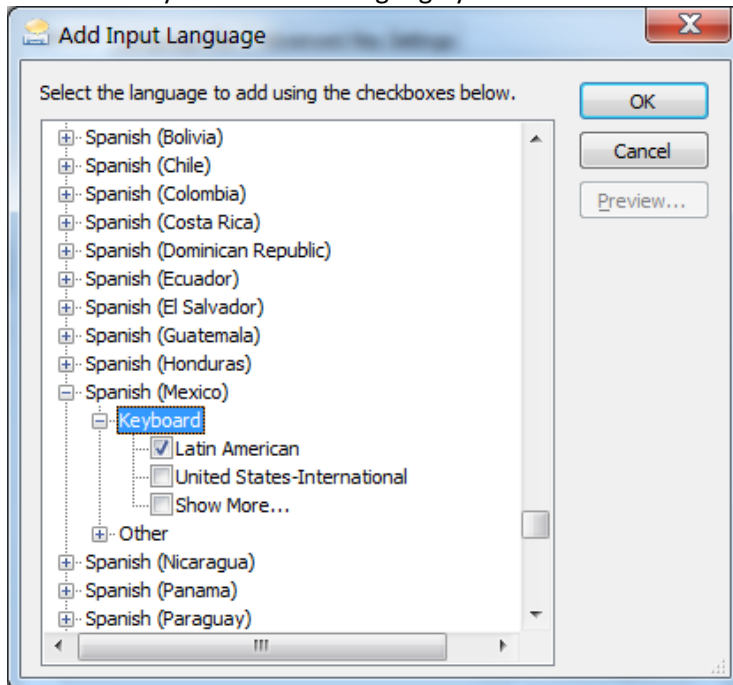 Add Input Language
Select the language to add using the checkboxes below.
OK
Cancel
Preview...
Spanish (Bolivia)
Spanish (Chile)
Spanish (Colombia)
Spanish (Costa Rica)
Spanish (Dominican Republic)
Spanish (Ecuador)
Spanish (El Salvador)
Spanish (Guatemala)
Spanish (Honduras)
Spanish (Mexico)
Keyboard
Latin American
United States-International
Show More...
Other
Spanish (Nicaragua)
Spanish (Panama)
Spanish (Paraguay)